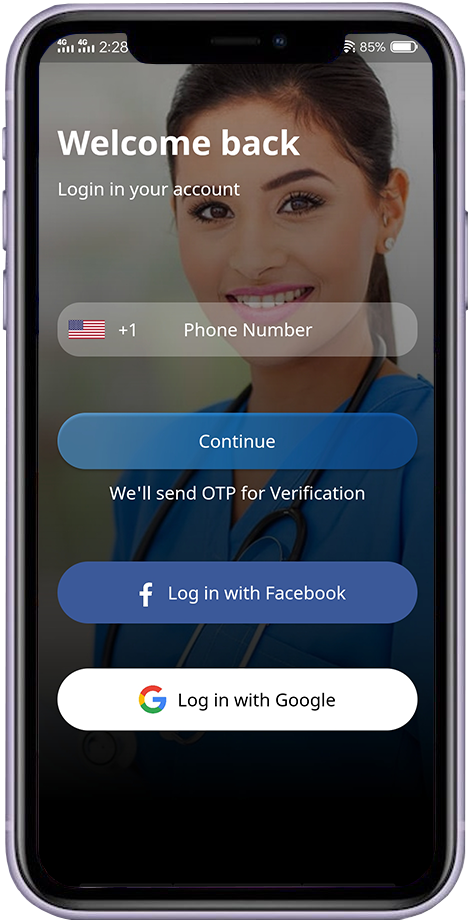 4G 4G 2:28 85%
Welcome back
Login in your account
+1 Phone Number
Continue
We'll send OTP for Verification
f Log in with Facebook
G Log in with Google